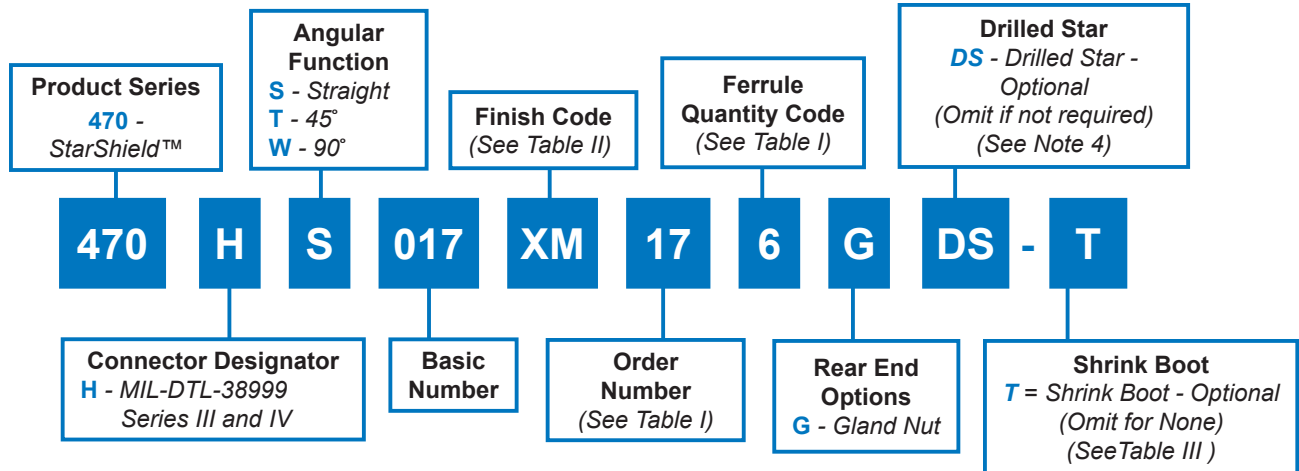 Product Series
470 -
StarShield™
Angular
Function
S - Straight
T - 45°
W - 90°
Finish Code
(See Table II)
Ferrule
Quantity Code
(See Table I)
Drilled Star
DS - Drilled Star -
Optional
(Omit if not required)
(See Note 4)
470 H S 017 XM 17 6 G DS - T
Connector Designator
H - MIL-DTL-38999
Series III and IV
Basic
Number
Order
Number
(See Table I)
Rear End
Options
G - Gland Nut
Shrink Boot
T = Shrink Boot - Optional
(Omit for None)
(SeeTable III )